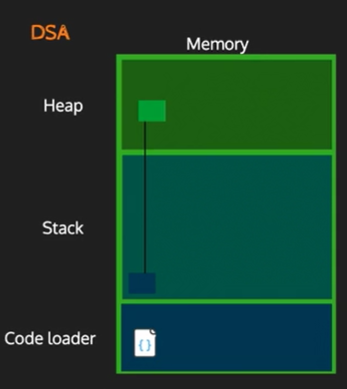 DSA
Memory
Heap
Stack
Code loader
{}